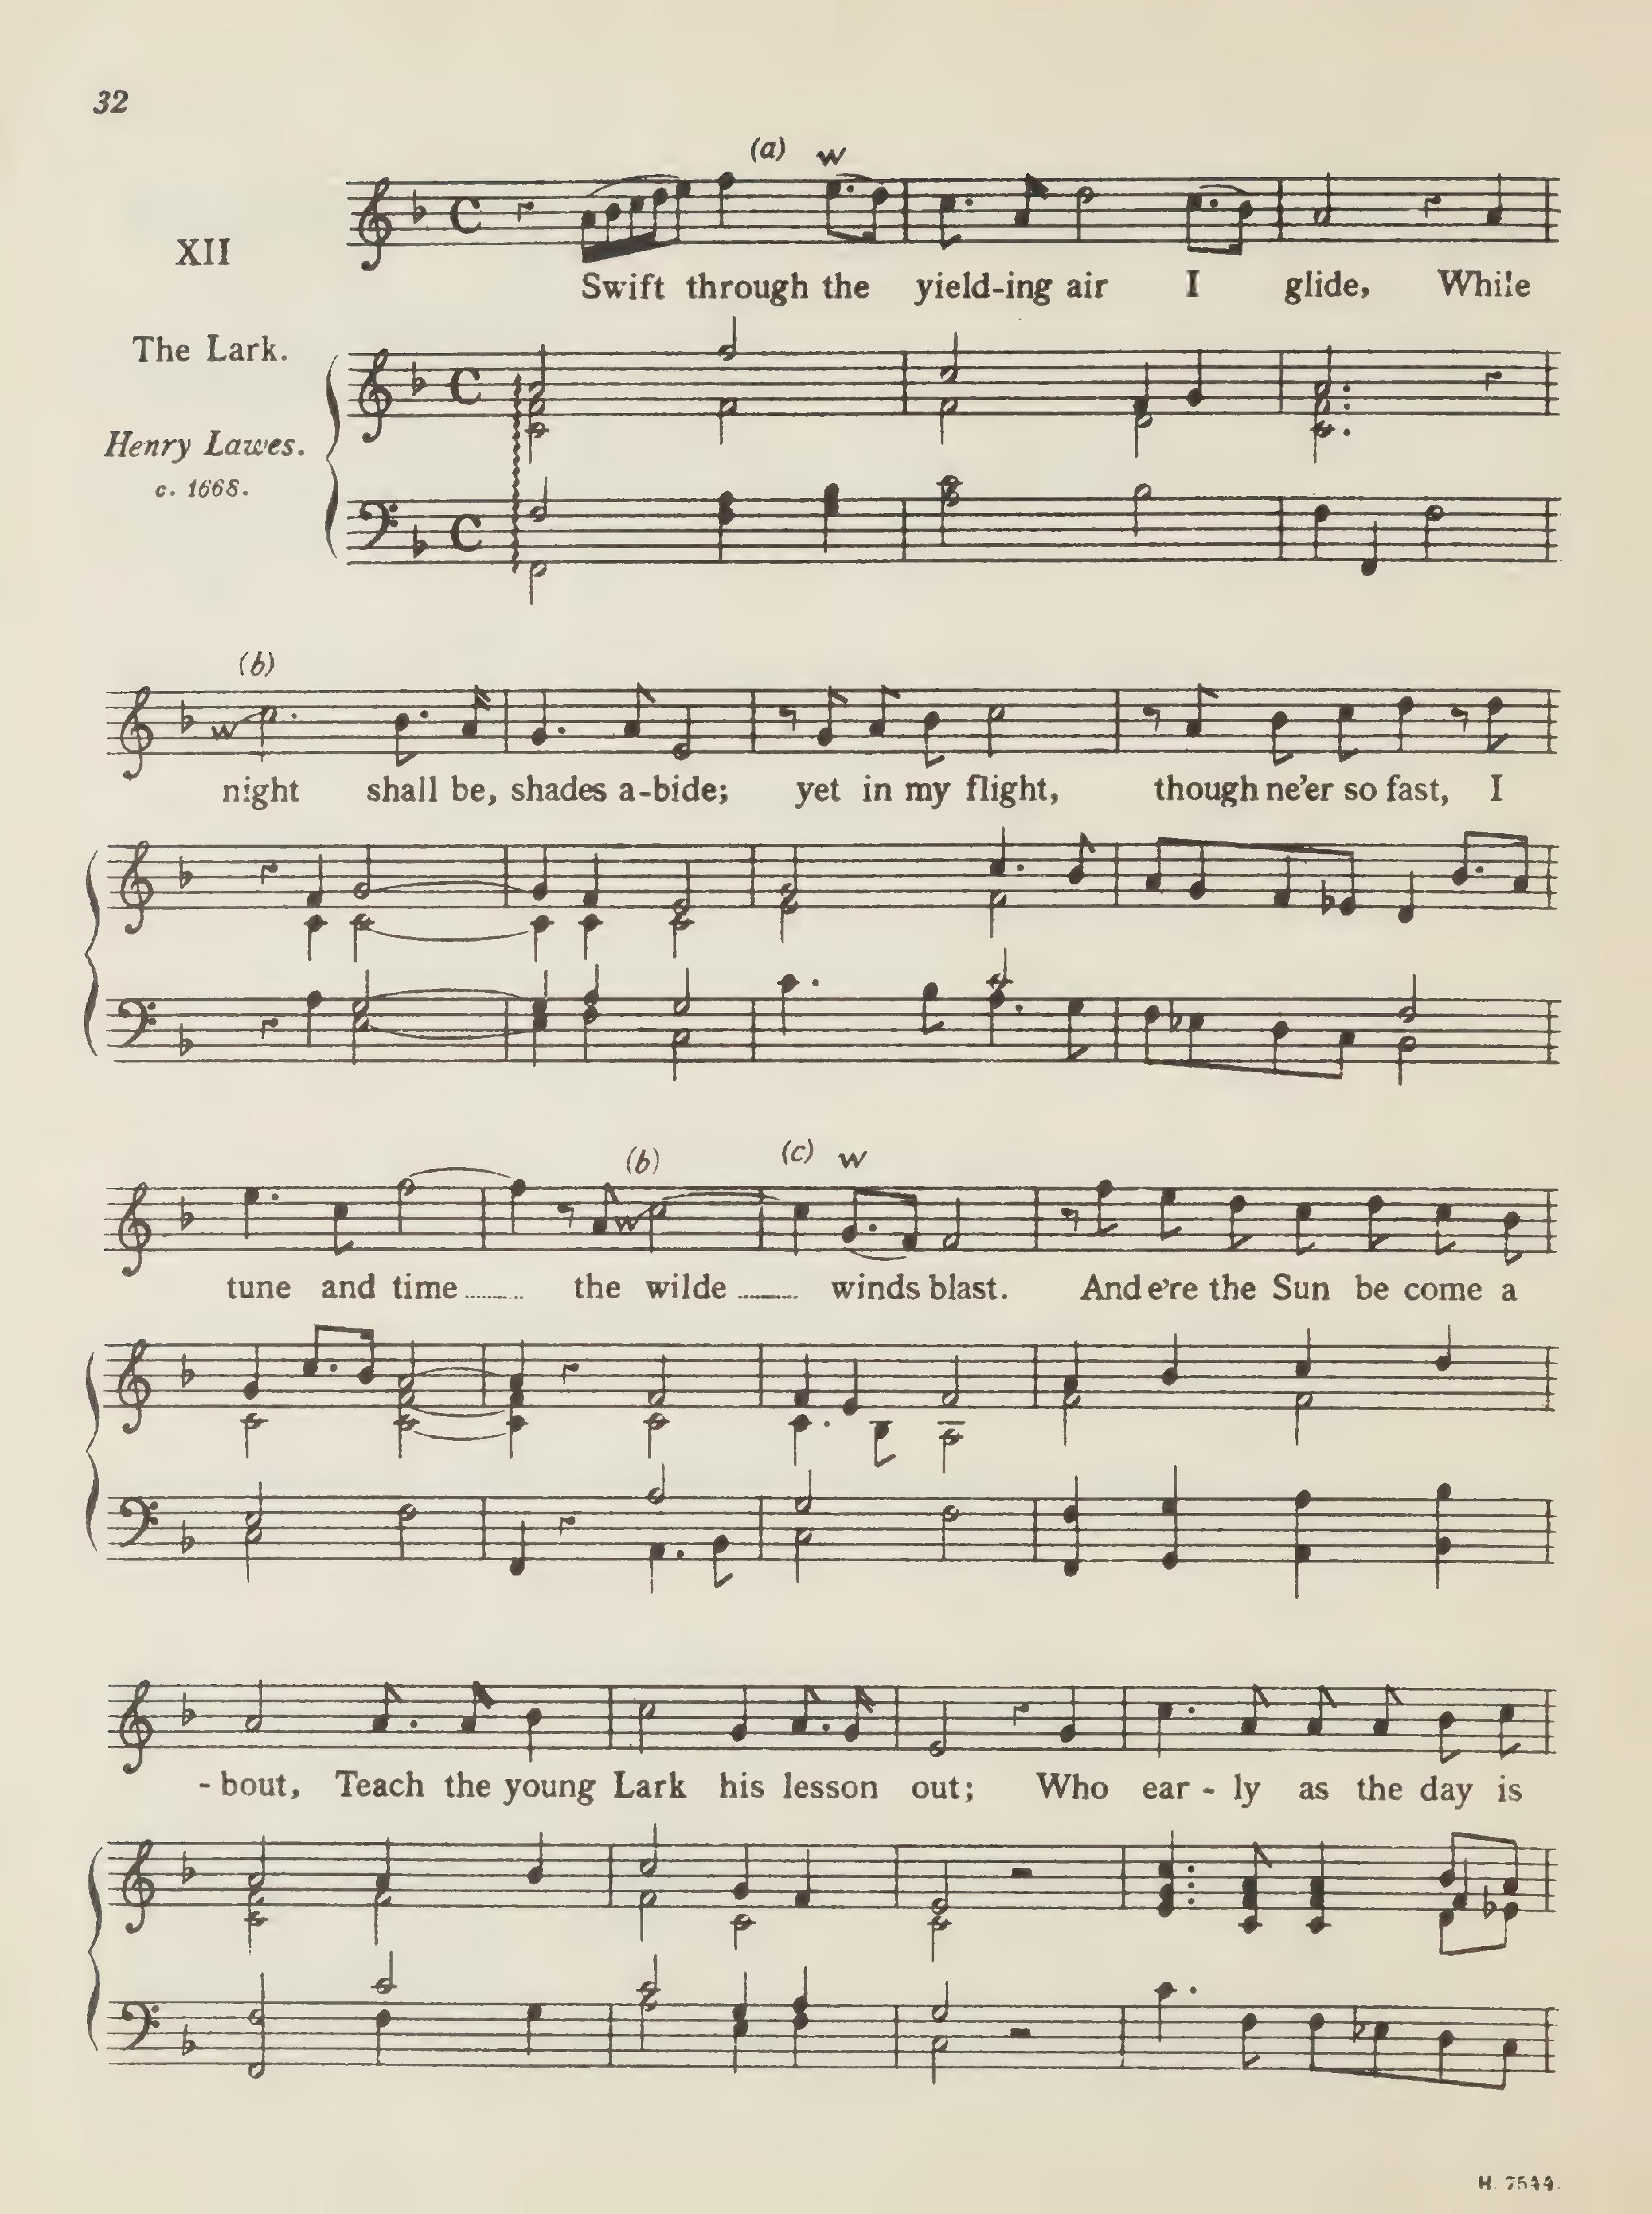 32
(a) w
XII
Swift through the yield-ing air I glide, While
The Lark.
Henry Lawes.
c. 1668.
(b)
w
night shall be, shades a-bide; yet in my flight, though ne'er so fast, I
(b) (c) w
w
tune and time........ the wilde........ winds blast. And e're the Sun be come a
- bout, Teach the young Lark his lesson out; Who ear - ly as the day is
H. 7544.